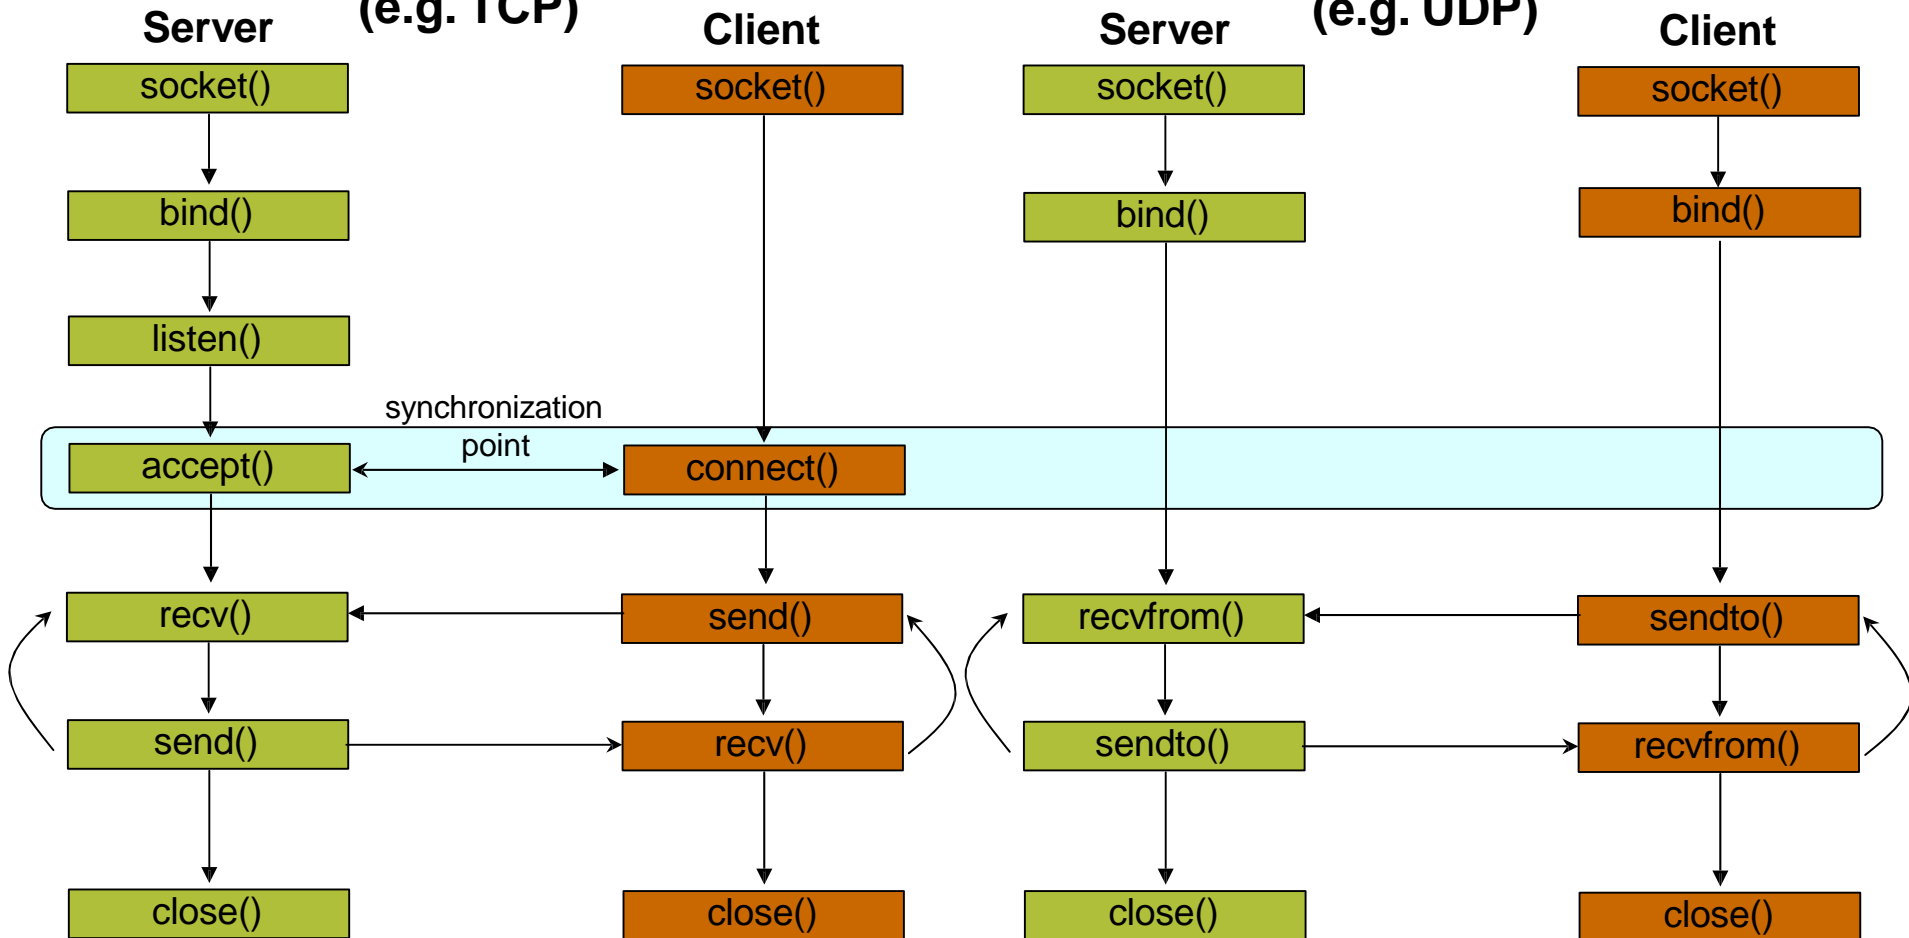 (e.g. TCP)
(e.g. UDP)
Server
Client
Server
Client
socket()
socket()
socket()
socket()
bind()
bind()
bind()
listen()
synchronization
point
accept()
connect()
recv()
send()
recvfrom()
sendto()
send()
recv()
sendto()
recvfrom()
close()
close()
close()
close()